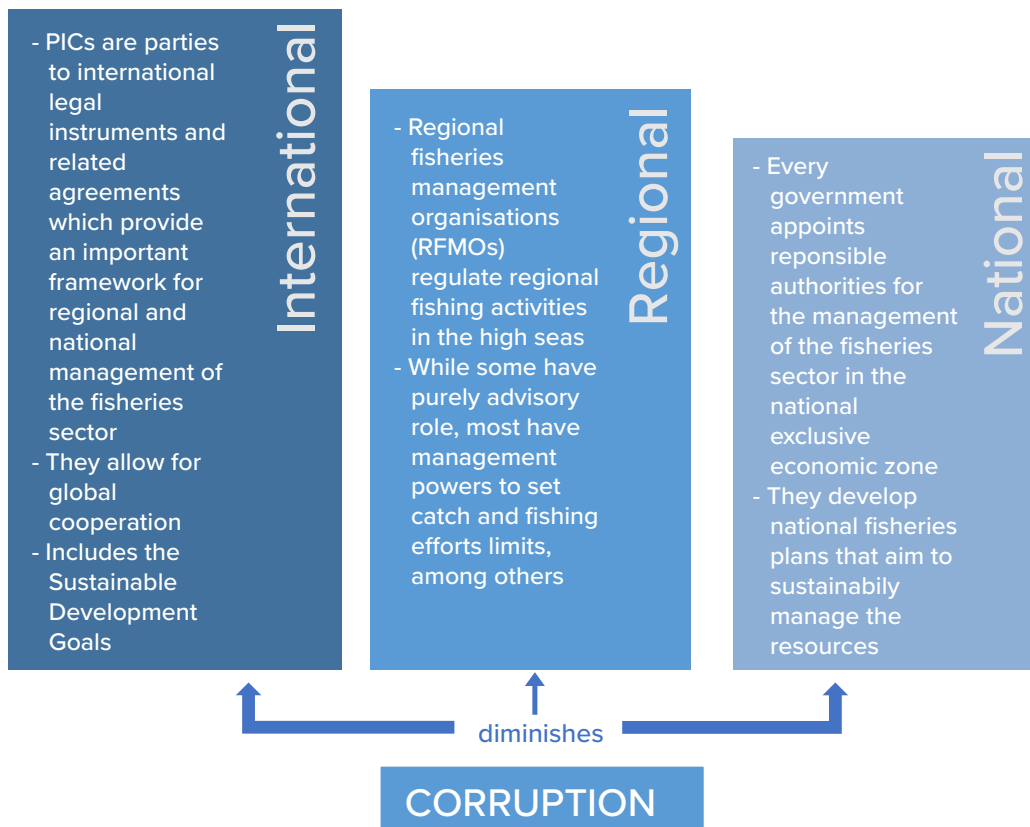 International
- PICs are parties
to international
legal
instruments and
related
agreements
which provide
an important
framework for
regional and
national
management of
the fisheries
sector
- They allow for
global
cooperation
- Includes the
Sustainable
Development
Goals
Regional
- Regional
fisheries
management
organisations
(RFMOs)
regulate regional
fishing activities
in the high seas
- While some have
purely advisory
role, most have
management
powers to set
catch and fishing
efforts limits,
among others
National
- Every
government
appoints
reponsible
authorities for
the management
of the fisheries
sector in the
national
exclusive
economic zone
- They develop
national fisheries
plans that aim to
sustainabily
manage the
resources
diminishes
CORRUPTION